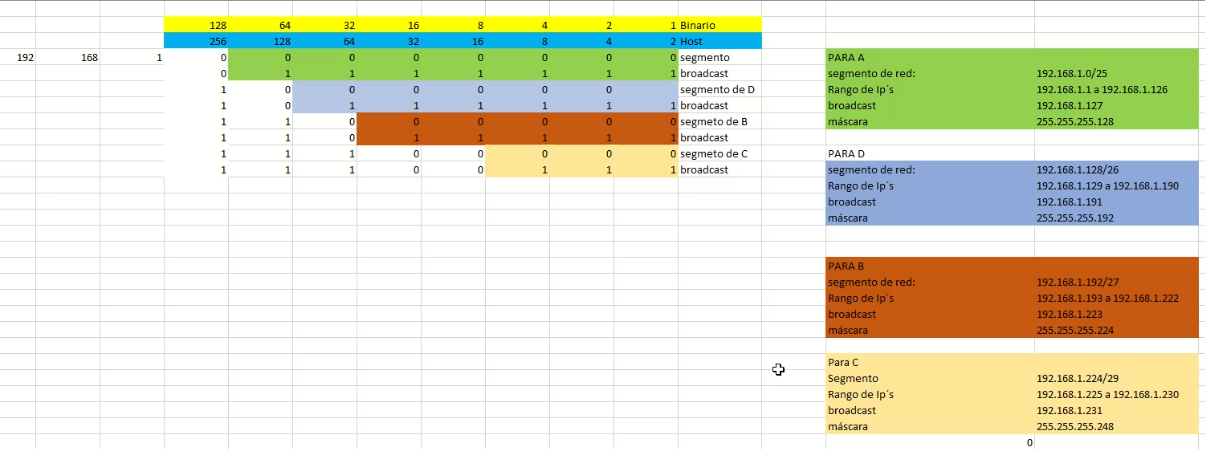 128 64 32 16 8 4 2 1 Binario
256 128 64 32 16 8 4 2 Host
192 168 1 0 0 0 0 0 0 0 0 segmento
0 1 1 1 1 1 1 1 broadcast
1 0 0 0 0 0 0 0 segmento de D
1 0 1 1 1 1 1 1 broadcast
1 1 0 0 0 0 0 0 segmeto de B
1 1 0 1 1 1 1 1 broadcast
1 1 1 0 0 0 0 0 segmeto de C
1 1 1 0 0 1 1 1 broadcast
PARA A
segmento de red: 192.168.1.0/25
Rango de Ip´s 192.168.1.1 a 192.168.1.126
broadcast 192.168.1.127
máscara 255.255.255.128
PARA D
segmento de red: 192.168.1.128/26
Rango de Ip´s 192.168.1.129 a 192.168.1.190
broadcast 192.168.1.191
máscara 255.255.255.192
PARA B
segmento de red: 192.168.1.192/27
Rango de Ip´s 192.168.1.193 a 192.168.1.222
broadcast 192.168.1.223
máscara 255.255.255.224
Para C
Segmento 192.168.1.224/29
Rango de Ip´s 192.168.1.225 a 192.168.1.230
broadcast 192.168.1.231
máscara 255.255.255.248
0